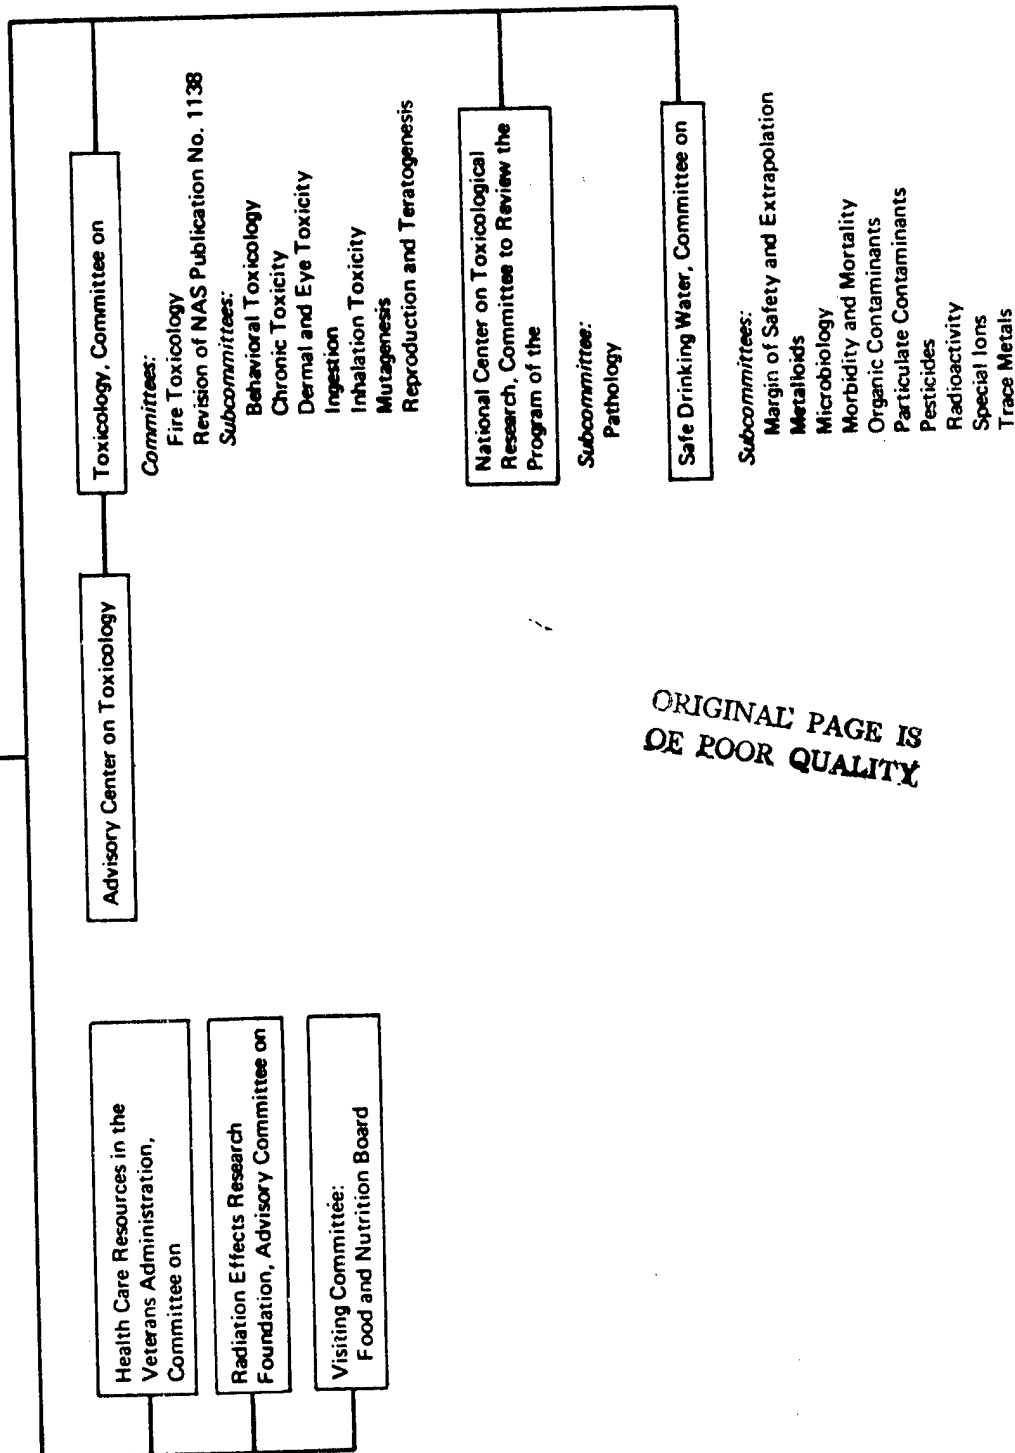 Health Care Resources in the
Veterans Administration,
Committee on
Radiation Effects Research
Foundation, Advisory Committee on
Visiting Committee:
Food and Nutrition Board
Advisory Center on Toxicology
Toxicology, Committee on
Committees:
Fire Toxicology
Revision of NAS Publication No. 1138
Subcommittees:
Behavioral Toxicology
Chronic Toxicity
Dermal and Eye Toxicity
Ingestion
Inhalation Toxicity
Mutagenesis
Reproduction and Teratogenesis
National Center on Toxicological
Research, Committee to Review the
Program of the
Subcommittee:
Pathology
Safe Drinking Water, Committee on
Subcommittees:
Margin of Safety and Extrapolation
Metalloids
Microbiology
Morbidity and Mortality
Organic Contaminants
Particulate Contaminants
Pesticides
Radioactivity
Special Ions
Trace Metals
ORIGINAL PAGE IS
OF POOR QUALITY